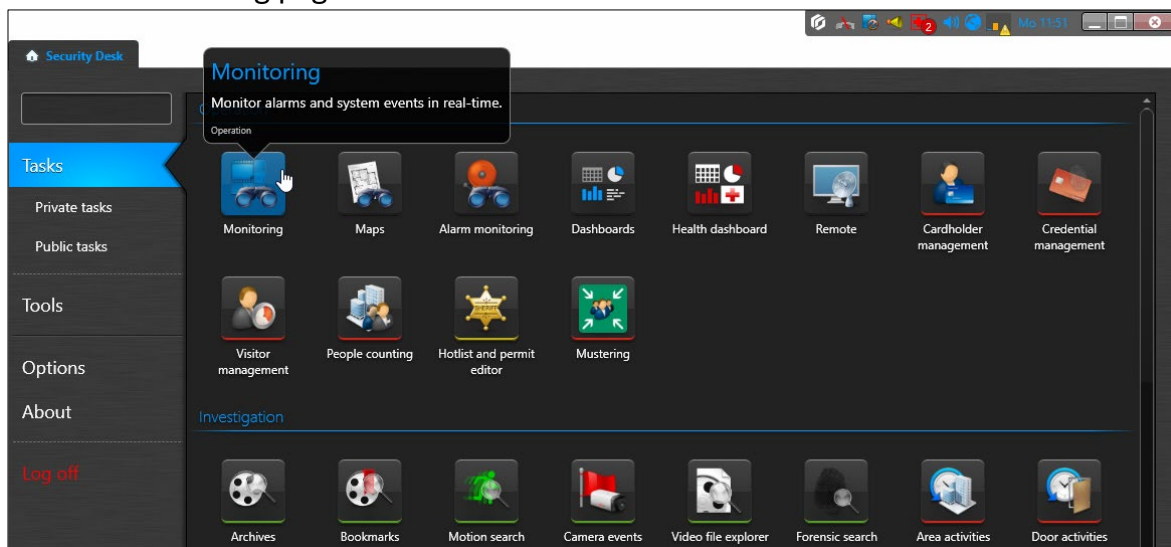 2
Mo 11:51
Security Desk
Monitoring
Monitor alarms and system events in real-time.
Operation
Tasks
Private tasks
Public tasks
Tools
Options
About
Log off
Monitoring
Maps
Alarm monitoring
Dashboards
Health dashboard
Remote
Cardholder
management
Credential
management
Visitor
management
People counting
Hotlist and permit
editor
Mustering
Investigation
Archives
Bookmarks
Motion search
Camera events
Video file explorer
Forensic search
Area activities
Door activities